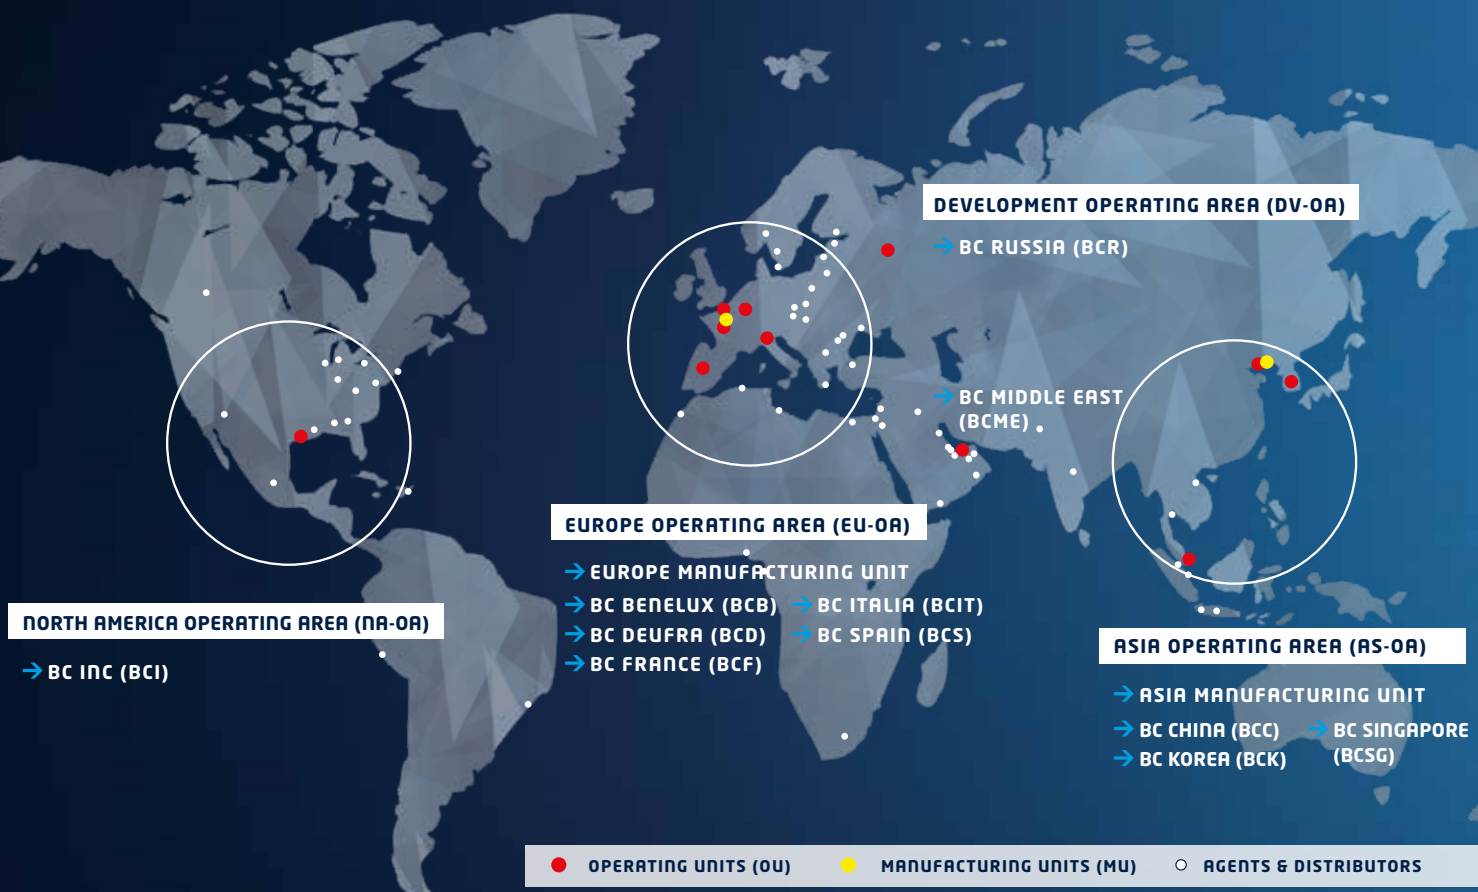 DEVELOPMENT OPERATING AREA (DV-OA)
BC RUSSIA (BCR)
BC MIDDLE EAST
(BCME)
EUROPE OPERATING AREA (EU-OA)
EUROPE MANUFACTURING UNIT
BC BENELUX (BCB) BC ITALIA (BCIT)
BC DEUFRA (BCD) BC SPAIN (BCS)
BC FRANCE (BCF)
NORTH AMERICA OPERATING AREA (NA-OA)
BC INC (BCI)
ASIA OPERATING AREA (AS-OA)
ASIA MANUFACTURING UNIT
BC CHINA (BCC) BC SINGAPORE
(BCSG)
BC KOREA (BCK)
OPERATING UNITS (OU) MANUFACTURING UNITS (MU) AGENTS & DISTRIBUTORS